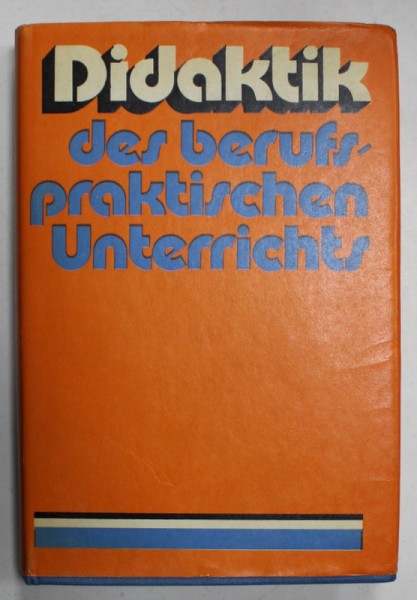 Didaktik
des berufs-
praktischen
Unterrichts